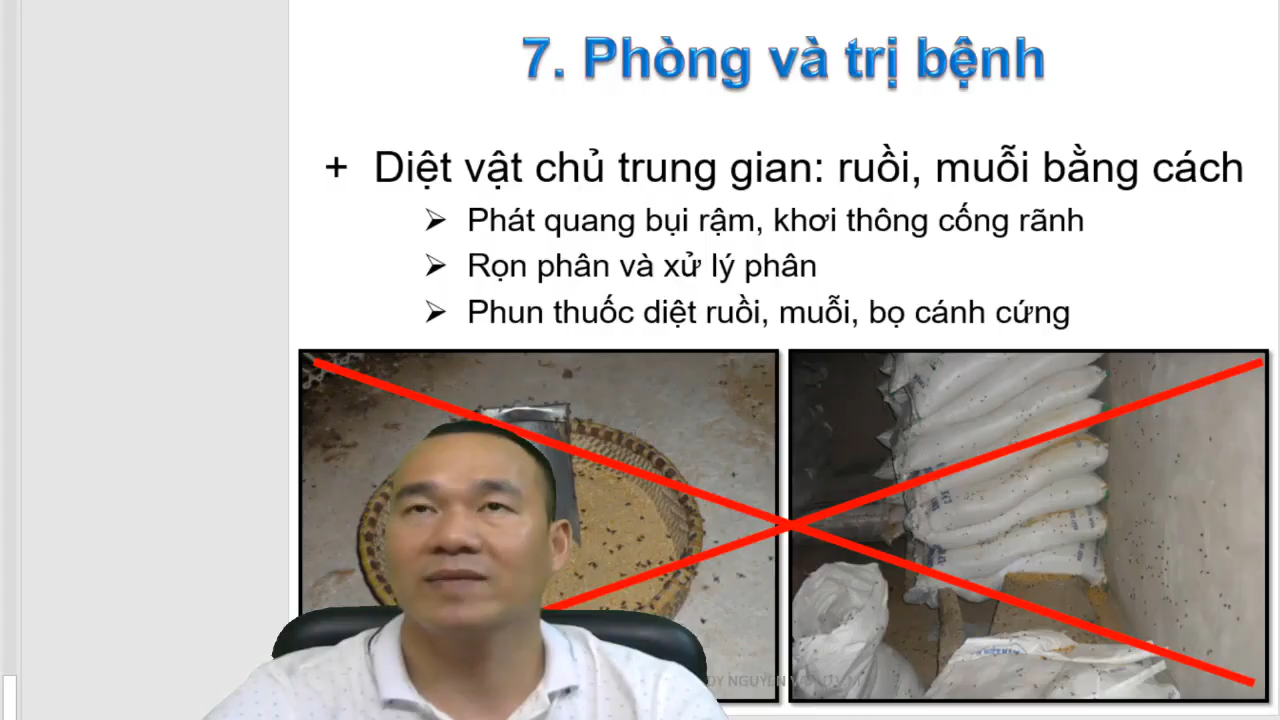 7. Phòng và trị bệnh
+ Diệt vật chủ trung gian: ruồi, muỗi bằng cách
➢ Phát quang bụi rậm, khơi thông cống rãnh
➢ Rọn phân và xử lý phân
➢ Phun thuốc diệt ruồi, muỗi, bọ cánh cứng